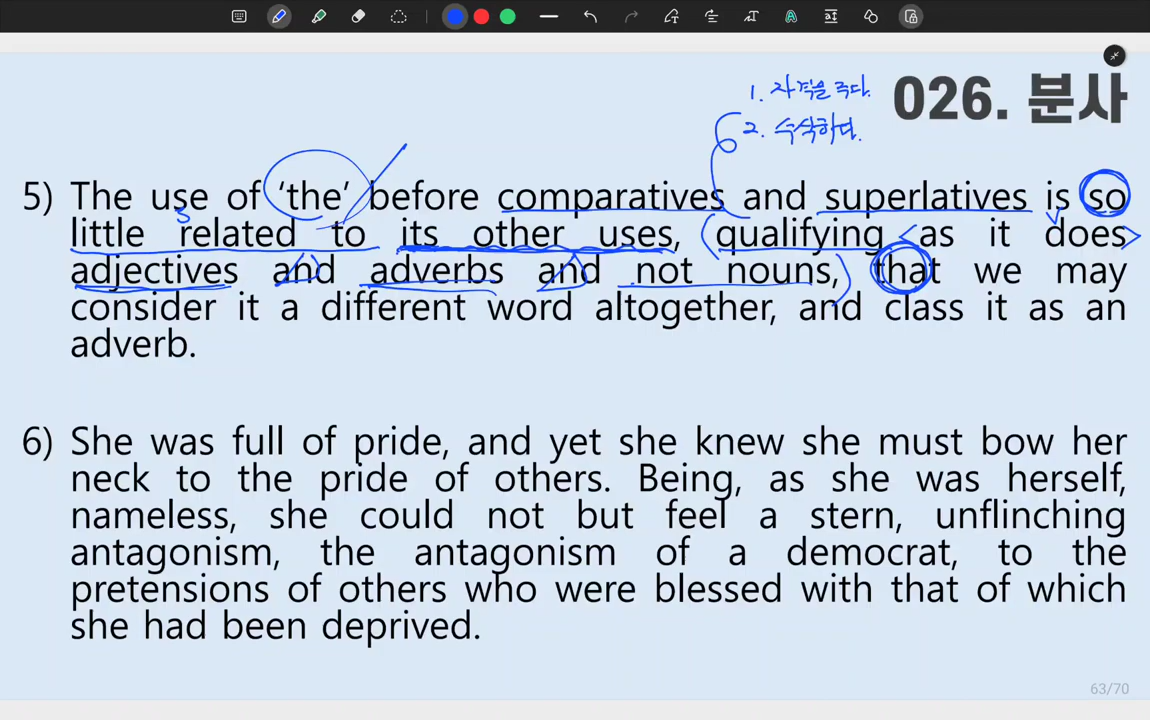 1. 자격을 주다.
026. 분사
2. 수식하다.
5) The use of ‘the’ before comparatives and superlatives is so
S
V
little related to its other uses, qualifying as it does
adjectives and adverbs and not nouns, that we may
consider it a different word altogether, and class it as an
adverb.
6) She was full of pride, and yet she knew she must bow her
neck to the pride of others. Being, as she was herself,
nameless, she could not but feel a stern, unflinching
antagonism, the antagonism of a democrat, to the
pretensions of others who were blessed with that of which
she had been deprived.
63/70